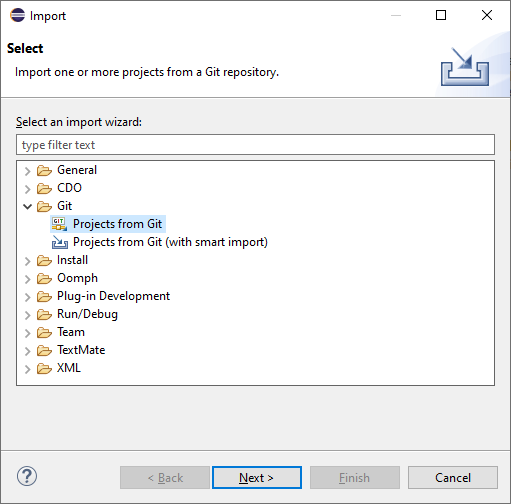 Import
Select
Import one or more projects from a Git repository.
Select an import wizard:
type filter text
General
CDO
Git
GIT Projects from Git
Projects from Git (with smart import)
Install
Oomph
Plug-in Development
Run/Debug
Team
TextMate
XML
? < Back Next > Finish Cancel